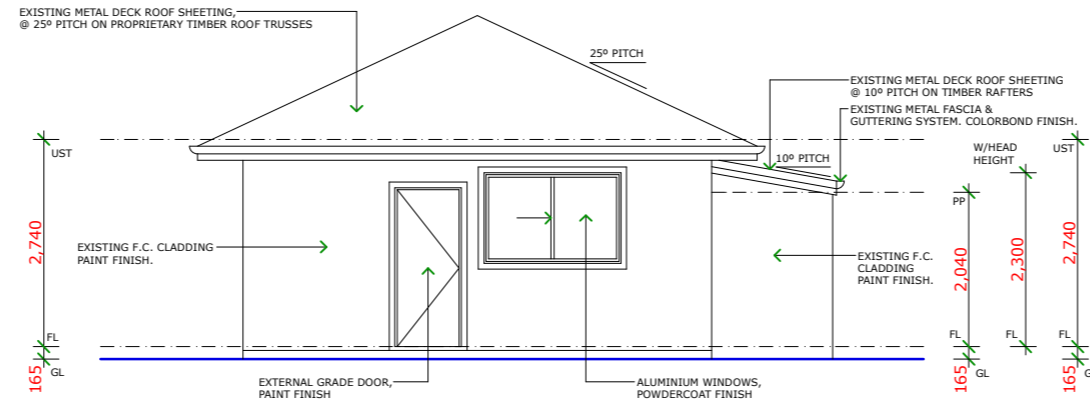 EXISTING METAL DECK ROOF SHEETING,
@ 25º PITCH ON PROPRIETARY TIMBER ROOF TRUSSES
25º PITCH
EXISTING METAL DECK ROOF SHEETING
@ 10º PITCH ON TIMBER RAFTERS
EXISTING METAL FASCIA &
GUTTERING SYSTEM. COLORBOND FINISH.
UST
W/HEAD
HEIGHT
UST
10º PITCH
PP
2,740
EXISTING F.C. CLADDING
PAINT FINISH.
EXISTING F.C.
CLADDING
PAINT FINISH.
2,040
2,300
2,740
FL
FL
FL
FL
165
GL
165
GL
165
G
EXTERNAL GRADE DOOR,
PAINT FINISH
ALUMINIUM WINDOWS,
POWDERCOAT FINISH